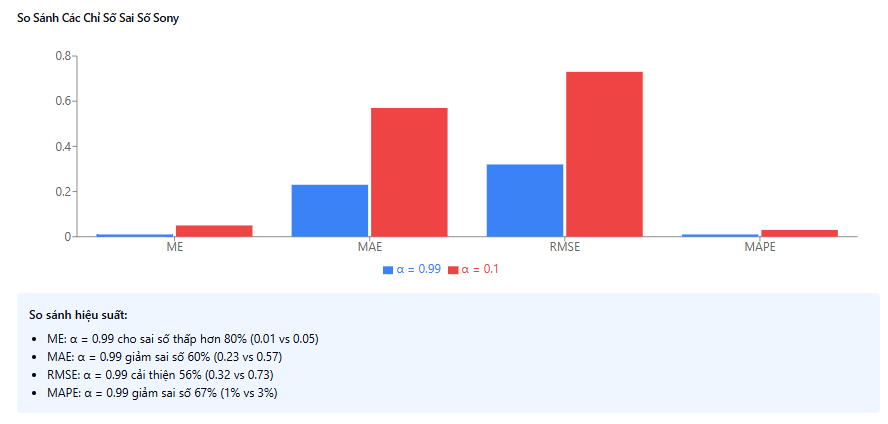 So Sánh Các Chỉ Số Sai Số Sony
0.8
0.6
0.4
0.2
0
ME MAE RMSE MAPE
α = 0.99 α = 0.1
So sánh hiệu suất:
• ME: α = 0.99 cho sai số thấp hơn 80% (0.01 vs 0.05)
• MAE: α = 0.99 giảm sai số 60% (0.23 vs 0.57)
• RMSE: α = 0.99 cải thiện 56% (0.32 vs 0.73)
• MAPE: α = 0.99 giảm sai số 67% (1% vs 3%)